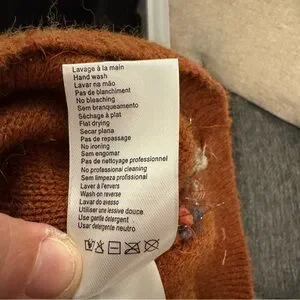 Lavage à la main
Hand wash
Lavar na mão
Pas de blanchiment
No bleaching
Sem branqueamento
Séchage à plat
Flat drying
Secar plana
Pas de repassage
No ironing
Sem engomar
Pas de nettoyage professionnel
No professional cleaning
Sem limpeza profissional
Laver à l'envers
Wash on reverse
Lavar do avesso
Utiliser une lessive douce
Use gentle detergent
Usar detergente neutro